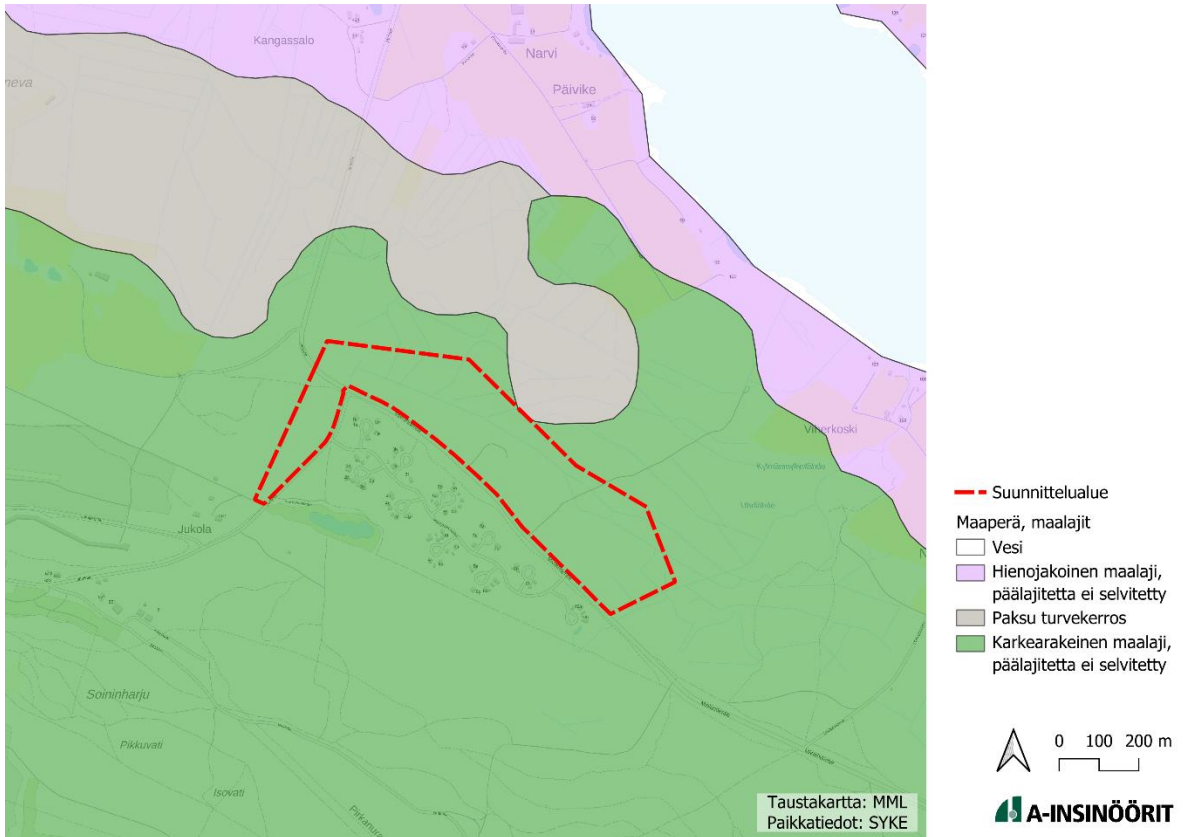 Kangassalo
Narvi
neva
Päivike
Viherkoski
Jukola
Soininharju
Pikkuvati
Isovati
Taustakartta: MML
Paikkatiedot: SYKE
Suunnittelualue
Maaperä, maalajit
Vesi
Hienojakoinen maalaji,
päälajitetta ei selvitetty
Paksu turvekerros
Karkearakeinen maalaji,
päälajitetta ei selvitetty
0 100 200 m
A-INSINÖÖRIT